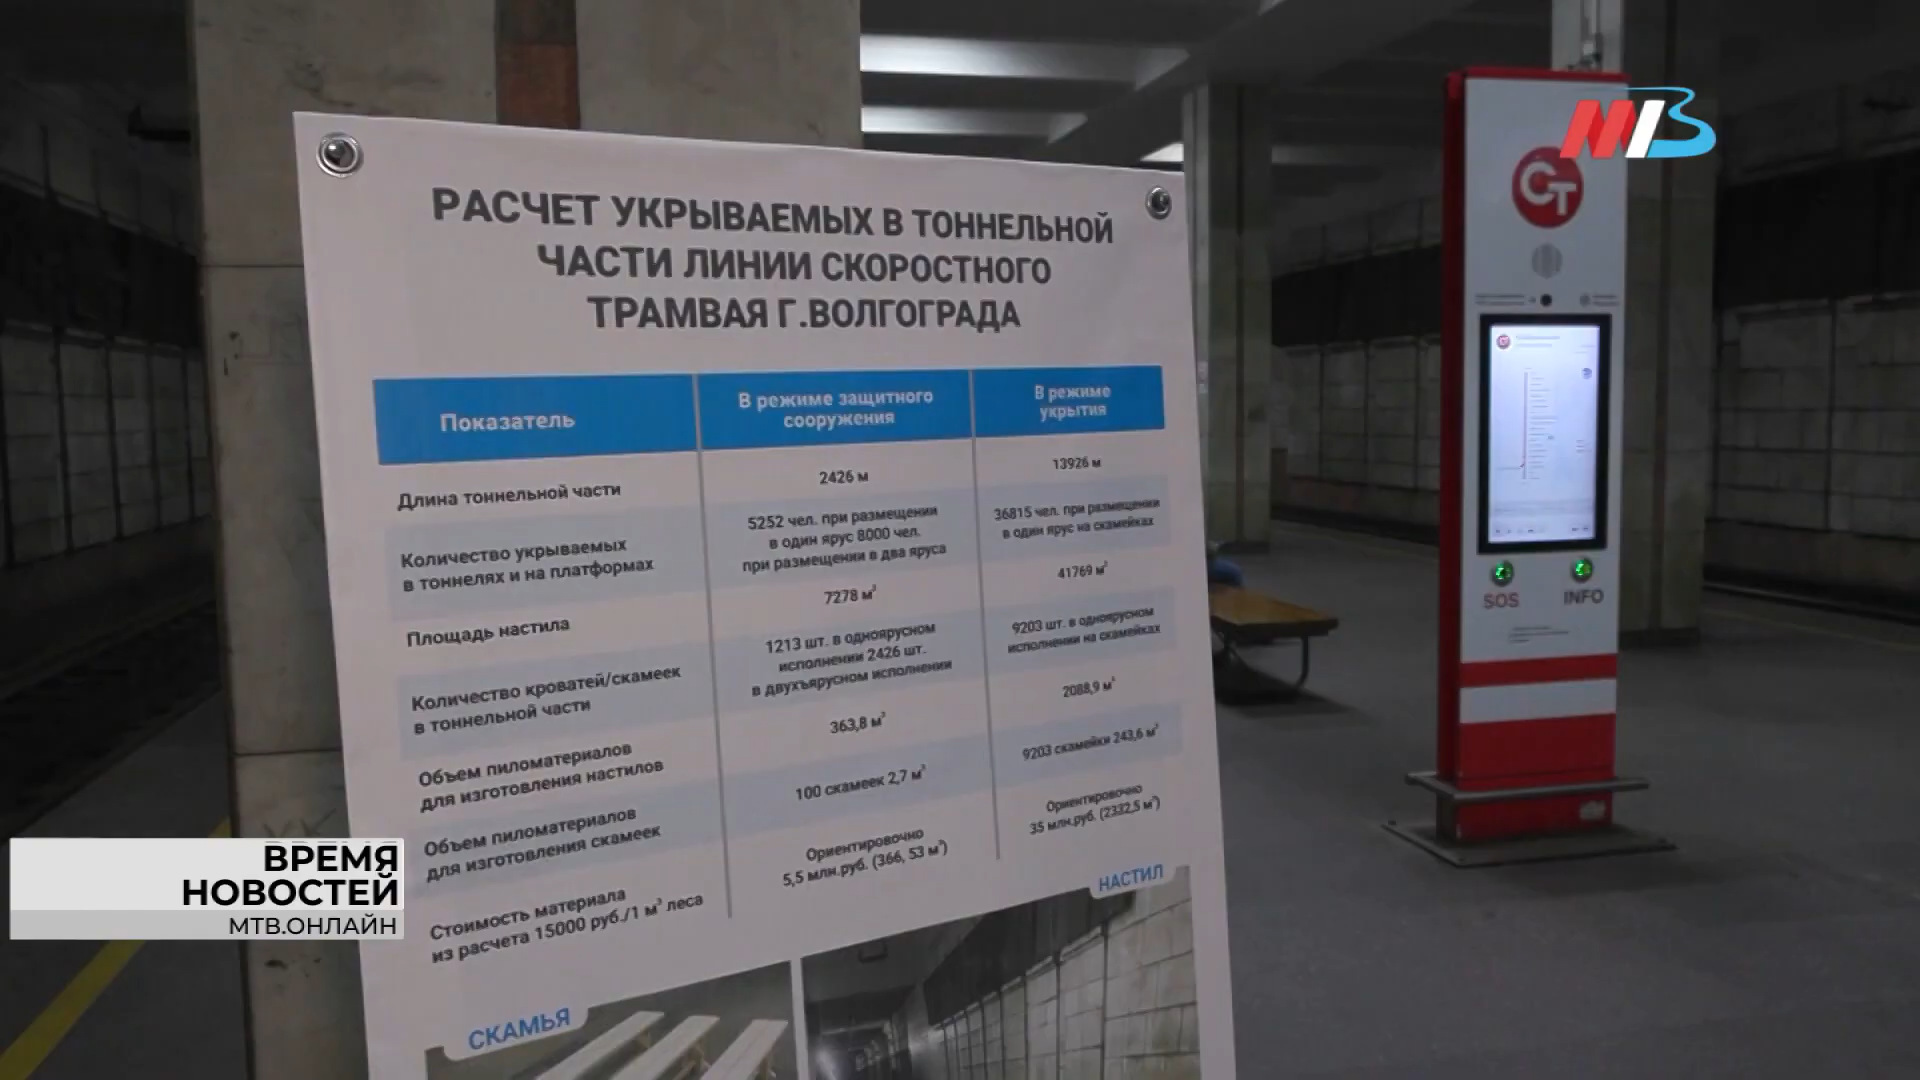 РАСЧЕТ УКРЫВАЕМЫХ В ТОННЕЛЬНОЙ
ЧАСТИ ЛИНИИ СКОРОСТНОГО
ТРАМВАЯ Г.ВОЛГОГРАДА
Показатель
В режиме защитного
сооружения
В режиме
укрытия
Длина тоннельной части
2426 м
13926 м
Количество укрываемых
в тоннелях и на платформах
5252 чел. при размещении
в один ярус 8000 чел.
при размещении в два яруса
36815 чел. при размещении
в один ярус на скамейках
Площадь настила
7278 м²
41769 м²
Количество кроватей/скамеек
в тоннельной части
1213 шт. в одноярусном
исполнении 2426 шт.
в двухъярусном исполнении
9203 шт. в одноярусном
исполнении на скамейках
Объем пиломатериалов
для изготовления настилов
363,8 м³
2088,9 м³
Объем пиломатериалов
для изготовления скамеек
100 скамеек 2,7 м³
9203 скамейки 243,6 м³
Стоимость материала
из расчета 15000 руб./1 м³ леса
Ориентировочно
5,5 млн.руб. (366, 53 м³)
Ориентировочно
35 млн.руб. (2332,5 м³)
СКАМЬЯ
НАСТИЛ
МТВ
СТ
СТ
SOS
INFO
ВРЕМЯ
НОВОСТЕЙ
МТВ.ОНЛАЙН